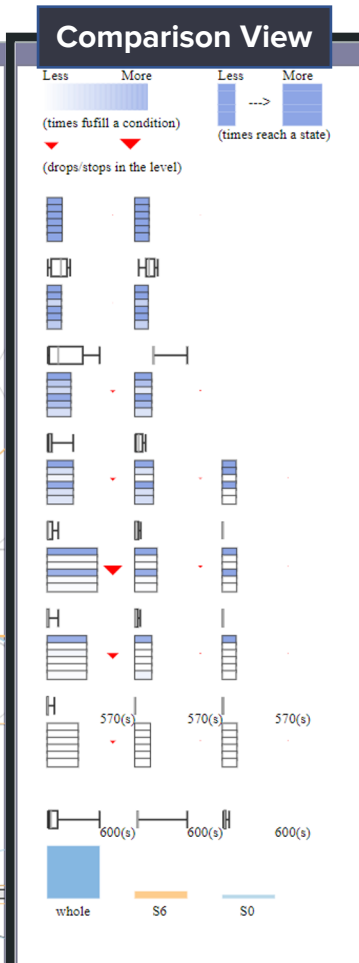 Comparison View
Less More Less More
--->
(times fufill a condition)
(times reach a state)
(drops/stops in the level)
570(s) 570(s) 570(s)
600(s) 600(s) 600(s)
whole S6 S0